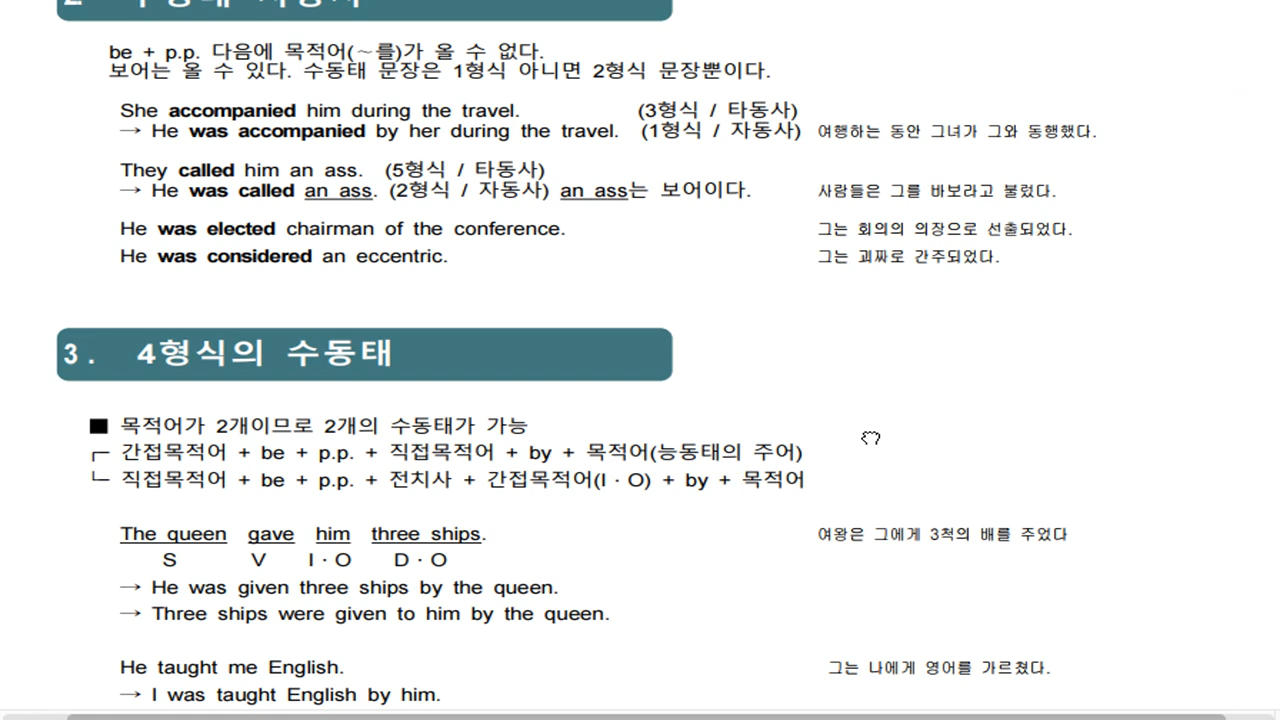 be + p.p. 다음에 목적어(~를)가 올 수 없다.
보어는 올 수 있다. 수동태 문장은 1형식 아니면 2형식 문장뿐이다.
She accompanied him during the travel. (3형식 / 타동사)
→ He was accompanied by her during the travel. (1형식 / 자동사) 여행하는 동안 그녀가 그와 동행했다.
They called him an ass. (5형식 / 타동사)
→ He was called an ass. (2형식 / 자동사) an ass는 보어이다. 사람들은 그를 바보라고 불렀다.
He was elected chairman of the conference. 그는 회의의 의장으로 선출되었다.
He was considered an eccentric. 그는 괴짜로 간주되었다.
3. 4형식의 수동태
■ 목적어가 2개이므로 2개의 수동태가 가능
┌ 간접목적어 + be + p.p. + 직접목적어 + by + 목적어(능동태의 주어)
└ 직접목적어 + be + p.p. + 전치사 + 간접목적어(I·O) + by + 목적어
The queen gave him three ships. 여왕은 그에게 3척의 배를 주었다
S V I·O D·O
→ He was given three ships by the queen.
→ Three ships were given to him by the queen.
He taught me English. 그는 나에게 영어를 가르쳤다.
→ I was taught English by him.